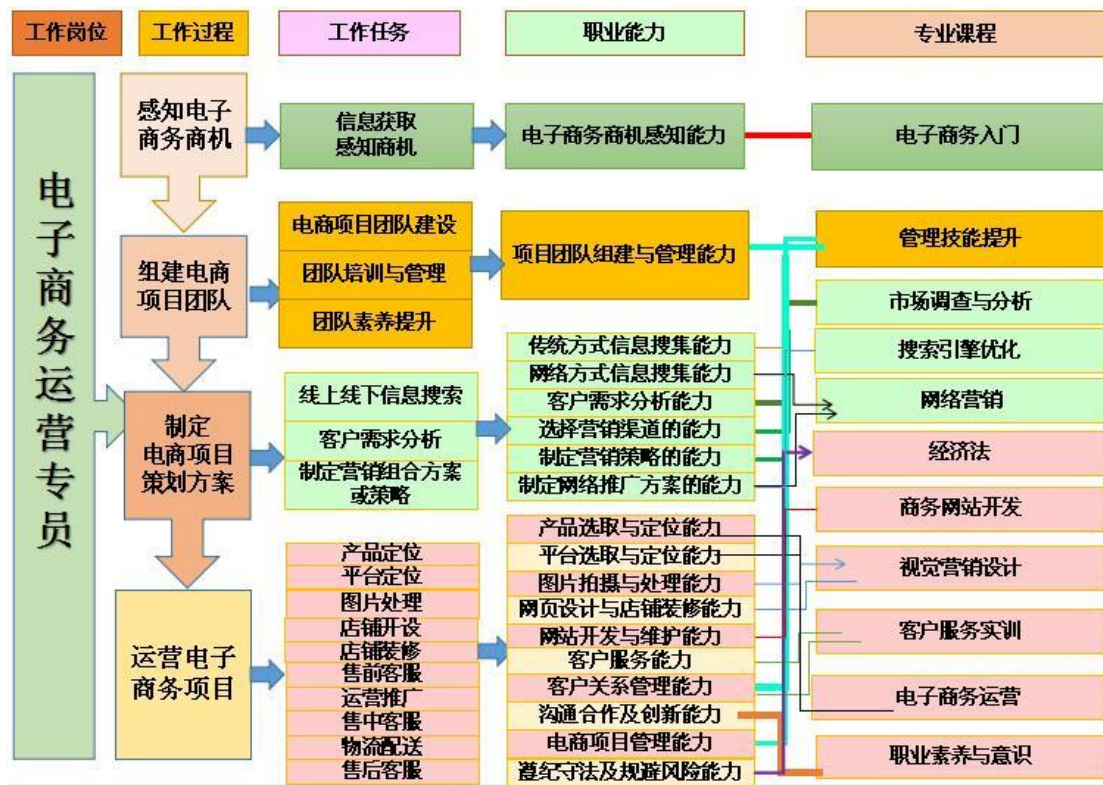 工作岗位
工作过程
工作任务
职业能力
专业课程
电子商务运营专员
感知电子
商务商机
信息获取
感知商机
电子商务商机感知能力
电子商务入门
组建电商
项目团队
电商项目团队建设
团队培训与管理
团队素养提升
项目团队组建与管理能力
管理技能提升
市场调查与分析
搜索引擎优化
网络营销
经济法
商务网站开发
视觉营销设计
客户服务实训
电子商务运营
职业素养与意识
制定
电商项目
策划方案
线上线下信息搜索
客户需求分析
制定营销组合方案
或策略
传统方式信息搜集能力
网络方式信息搜集能力
客户需求分析能力
选择营销渠道的能力
制定营销策略的能力
制定网络推广方案的能力
运营电子
商务项目
产品定位
平台定位
图片处理
店铺开设
店铺装修
售前客服
运营推广
售中客服
物流配送
售后客服
产品选取与定位能力
平台选取与定位能力
图片拍摄与处理能力
网页设计与店铺装修能力
网站开发与维护能力
客户服务能力
客户关系管理能力
沟通合作及创新能力
电商项目管理能力
遵纪守法及规避风险能力